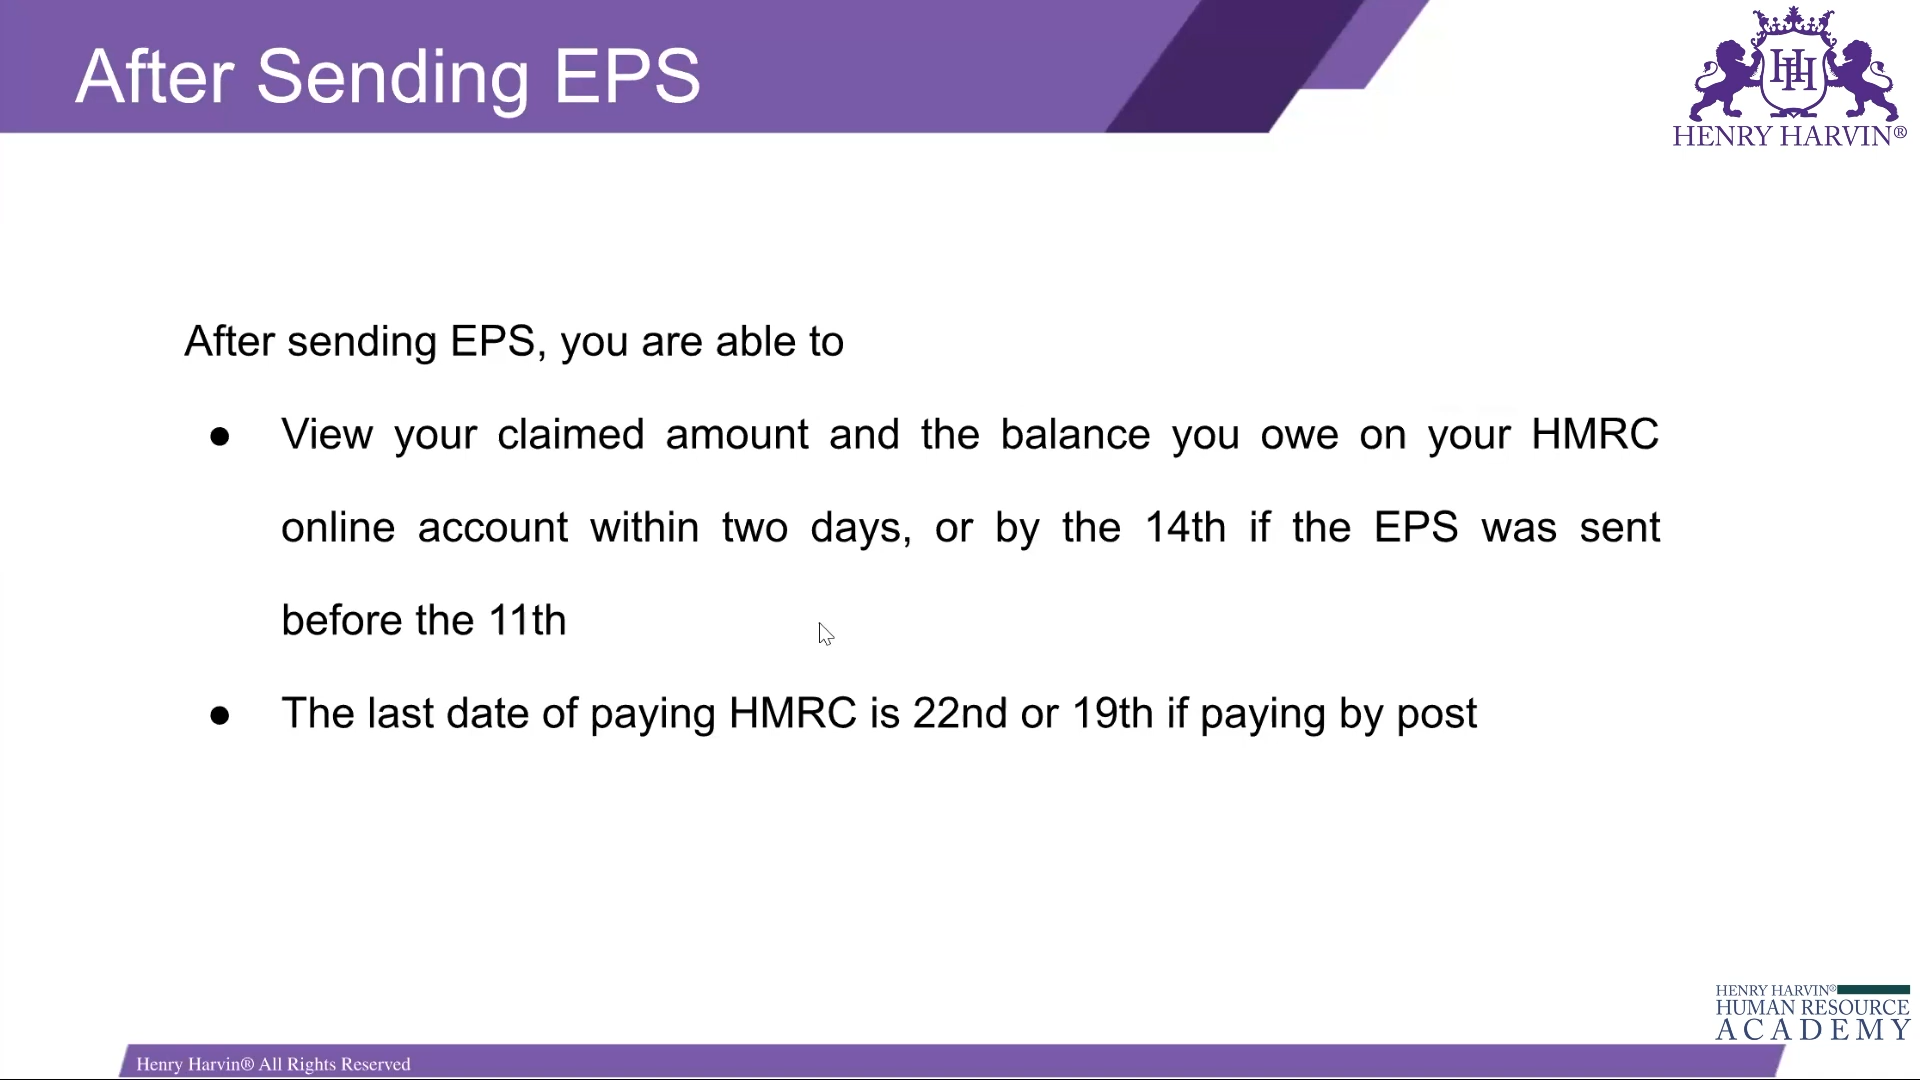 After Sending EPS
HENRY HARVIN®
After sending EPS, you are able to
● View your claimed amount and the balance you owe on your HMRC
online account within two days, or by the 14th if the EPS was sent
before the 11th
● The last date of paying HMRC is 22nd or 19th if paying by post
HENRY HARVIN®
HUMAN RESOURCE
ACADEMY
Henry Harvin® All Rights Reserved